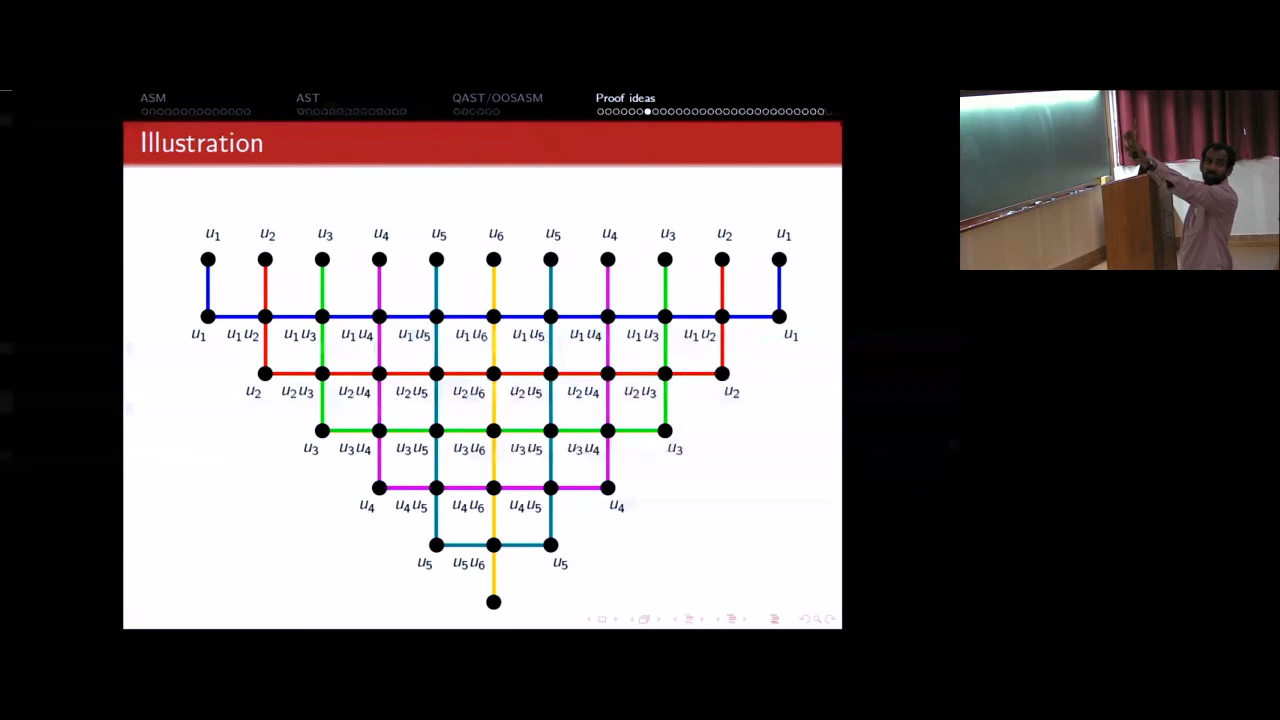 ASM AST QAST/OOSASM Proof ideas
Illustration
u1 u2 u3 u4 u5 u6 u5 u4 u3 u2 u1
u1 u1u2 u1u3 u1u4 u1u5 u1u6 u1u5 u1u4 u1u3 u1u2 u1
u2 u2u3 u2u4 u2u5 u2u6 u2u5 u2u4 u2u3 u2
u3 u3u4 u3u5 u3u6 u3u5 u3u4 u3
u4 u4u5 u4u6 u4u5 u4
u5 u5u6 u5